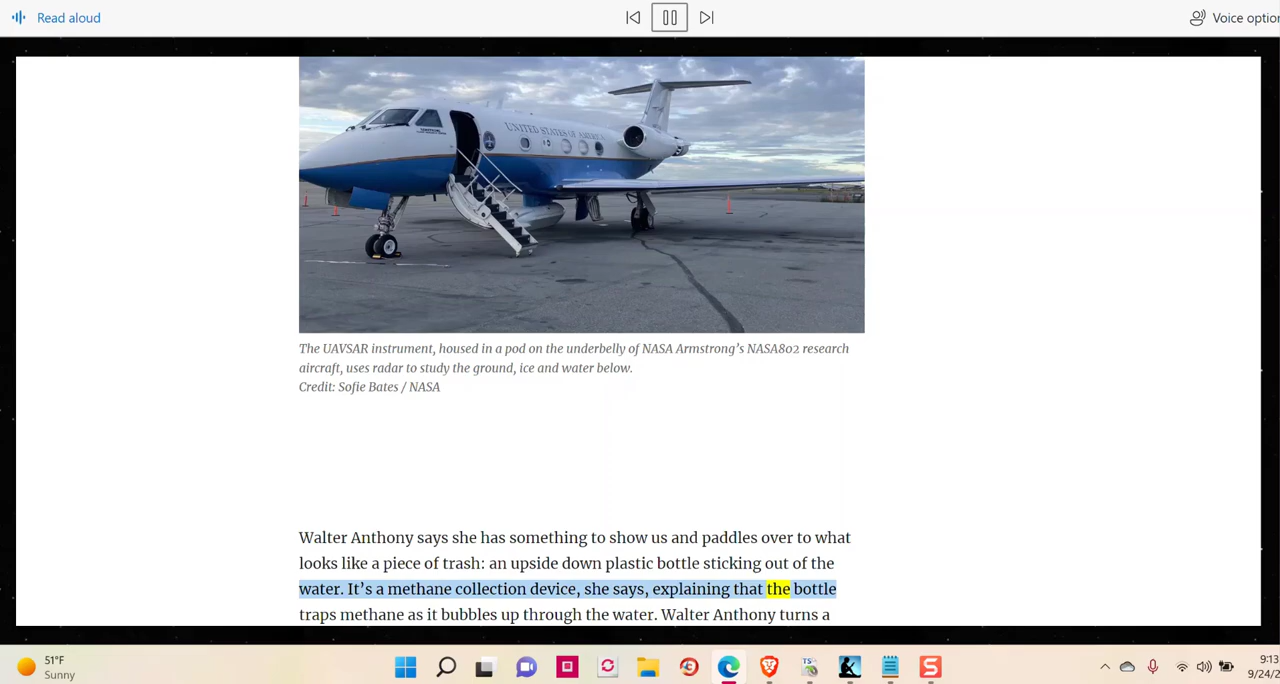 Read aloud
Voice option
UNITED STATES OF AMERICA
The UAVSAR instrument, housed in a pod on the underbelly of NASA Armstrong’s NASA802 research
aircraft, uses radar to study the ground, ice and water below.
Credit: Sofie Bates / NASA
Walter Anthony says she has something to show us and paddles over to what
looks like a piece of trash: an upside down plastic bottle sticking out of the
water. It’s a methane collection device, she says, explaining that the bottle
traps methane as it bubbles up through the water. Walter Anthony turns a
51°F
Sunny
9:13
9/24/2